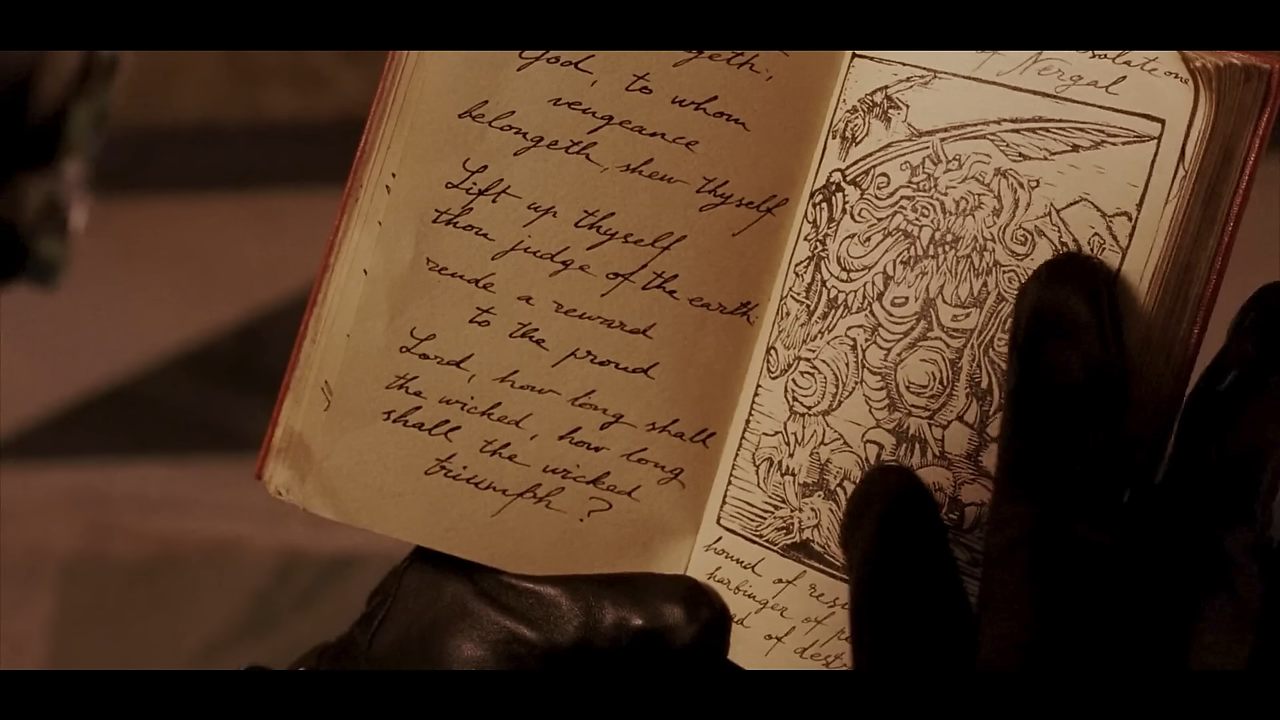 geth;
God, to whom
vengeance
belongeth, shew thyself
Lift up thyself
thou judge of the earth:
rende a reward
to the proud
Lord, how long shall
the wicked, how long
shall the wicked
triumph?
of Nergal
hound of
harbinger of
of